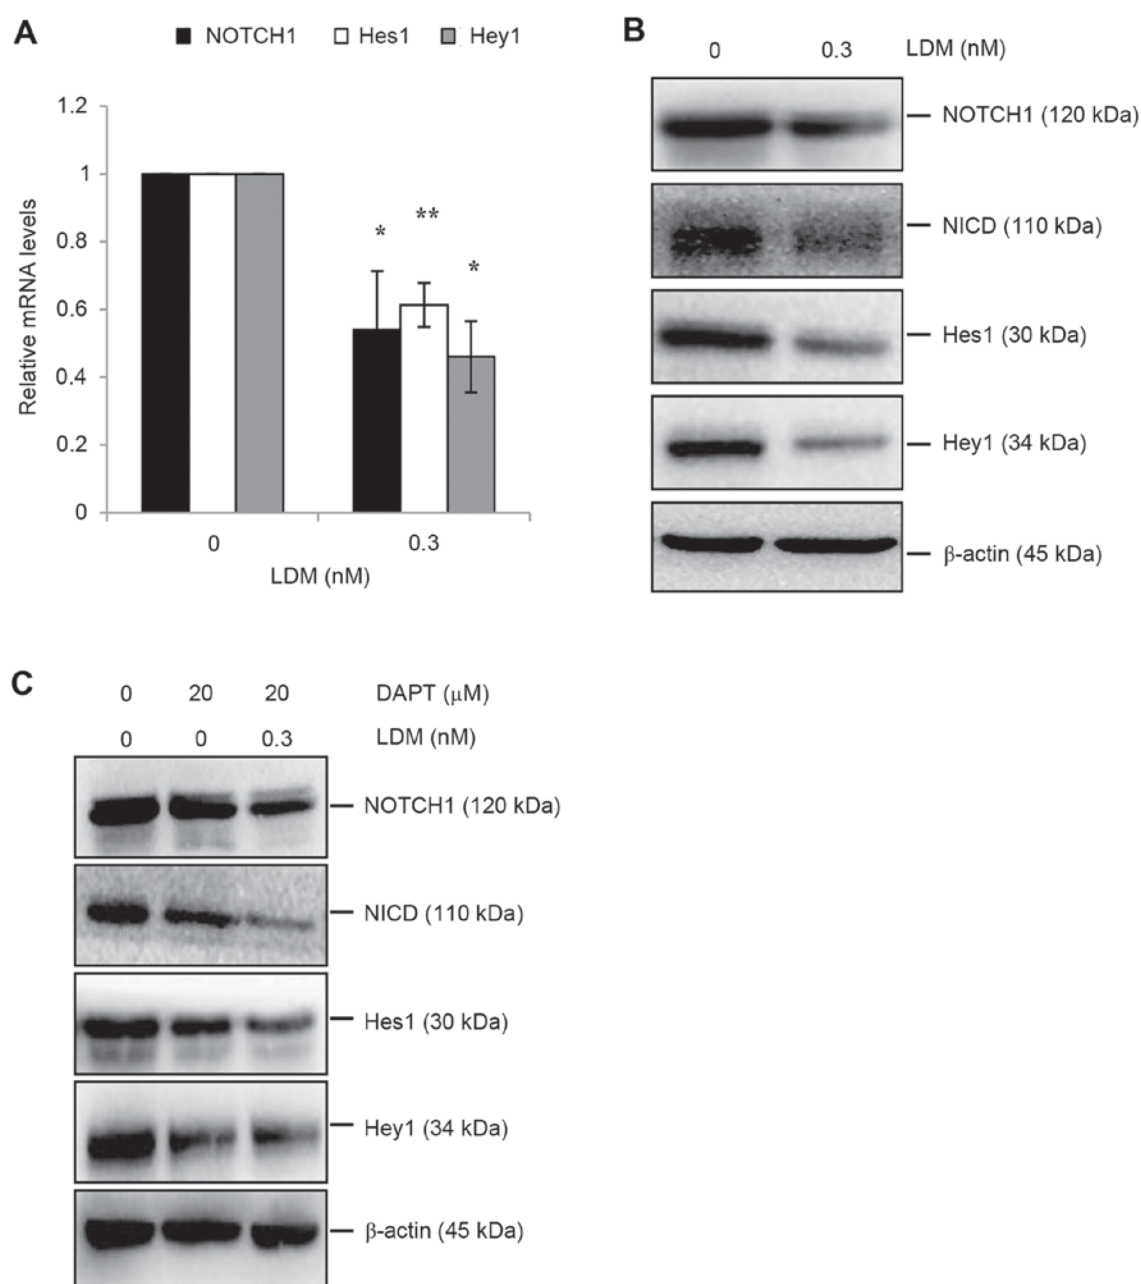 A
NOTCH1 Hes1 Hey1
1.2
1
0.8
0.6
0.4
0.2
0
Relative mRNA levels
* ** *
0 0.3
LDM (nM)
B
0 0.3 LDM (nM)
NOTCH1 (120 kDa)
NICD (110 kDa)
Hes1 (30 kDa)
Hey1 (34 kDa)
β-actin (45 kDa)
C
0 20 20 DAPT (μM)
0 0 0.3 LDM (nM)
NOTCH1 (120 kDa)
NICD (110 kDa)
Hes1 (30 kDa)
Hey1 (34 kDa)
β-actin (45 kDa)